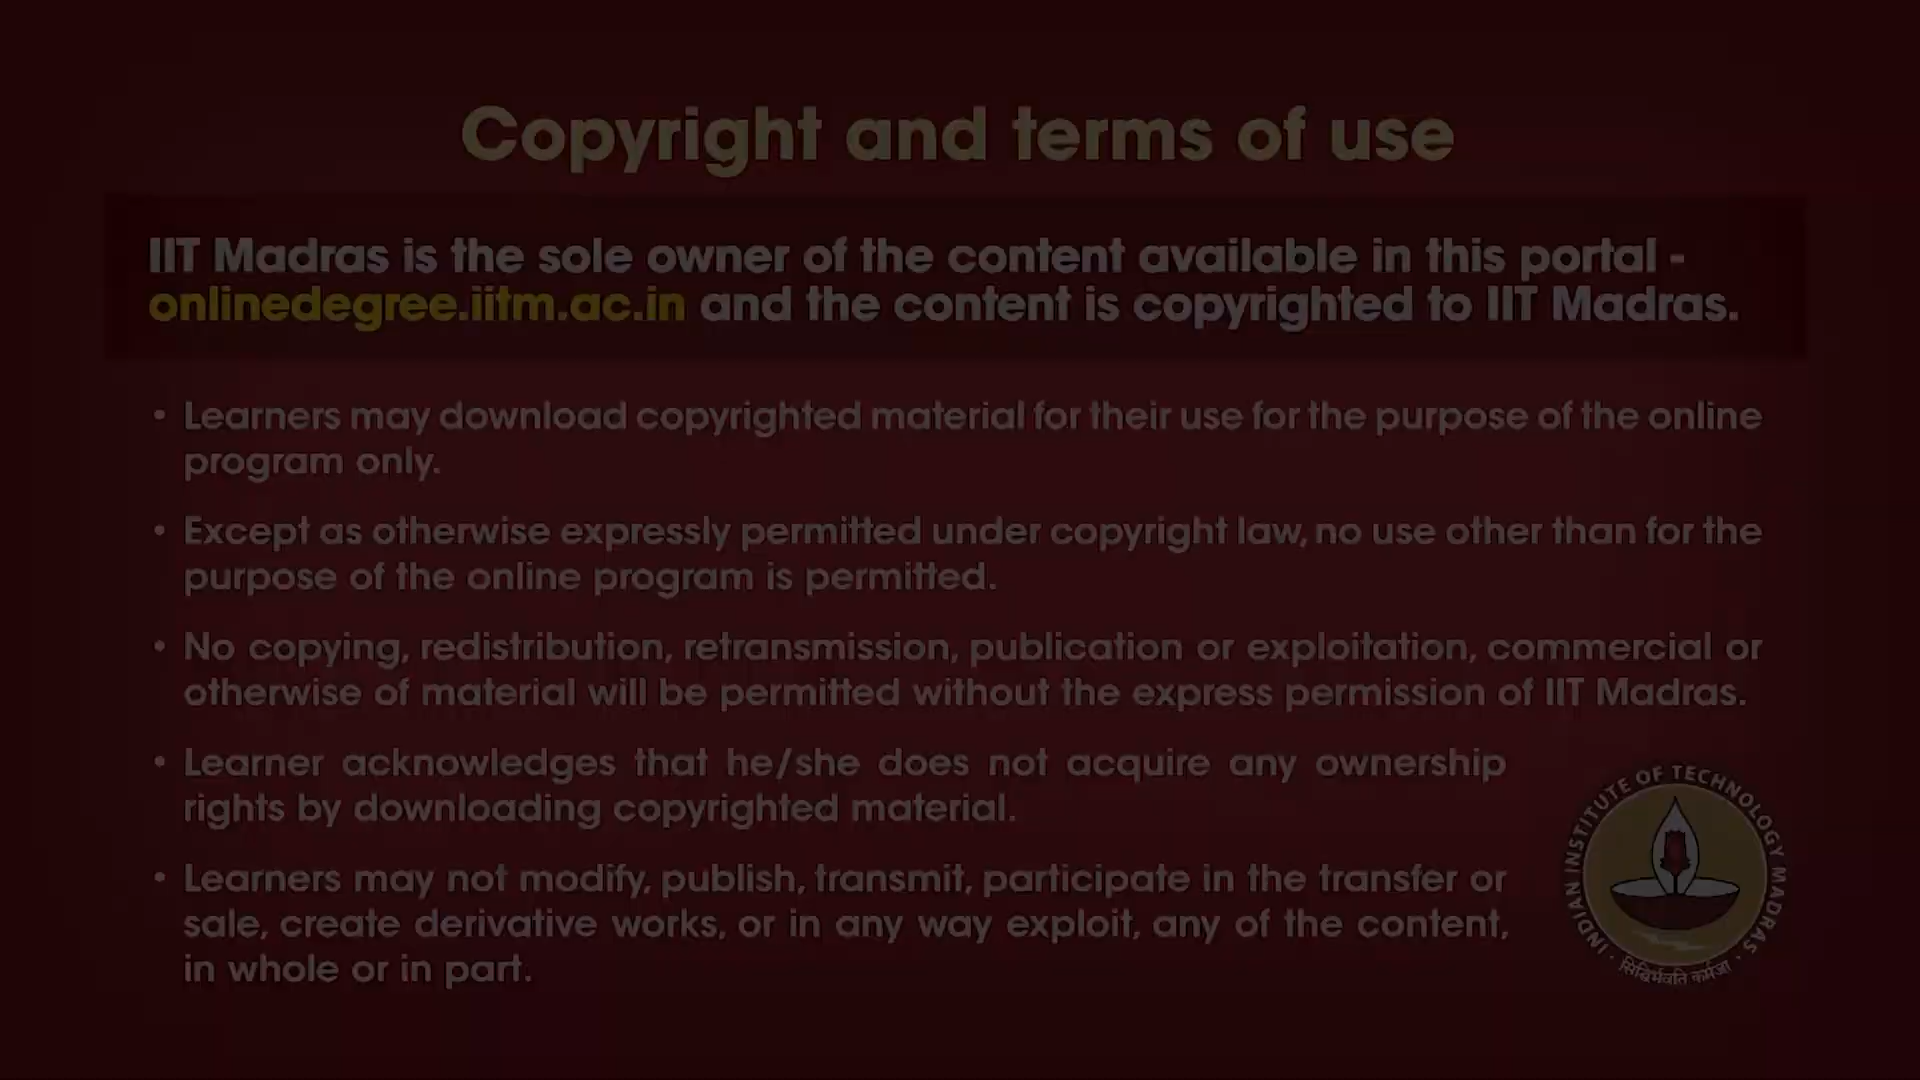 Copyright and terms of use
IIT Madras is the sole owner of the content available in this portal -
onlinedegree.iitm.ac.in and the content is copyrighted to IIT Madras.
• Learners may download copyrighted material for their use for the purpose of the online
program only.
• Except as otherwise expressly permitted under copyright law, no use other than for the
purpose of the online program is permitted.
• No copying, redistribution, retransmission, publication or exploitation, commercial or
otherwise of material will be permitted without the express permission of IIT Madras.
• Learner acknowledges that he/she does not acquire any ownership
rights by downloading copyrighted material.
• Learners may not modify, publish, transmit, participate in the transfer or
sale, create derivative works, or in any way exploit, any of the content,
in whole or in part.
INDIAN INSTITUTE OF TECHNOLOGY MADRAS
सिद्धिर्भवति कर्मजा